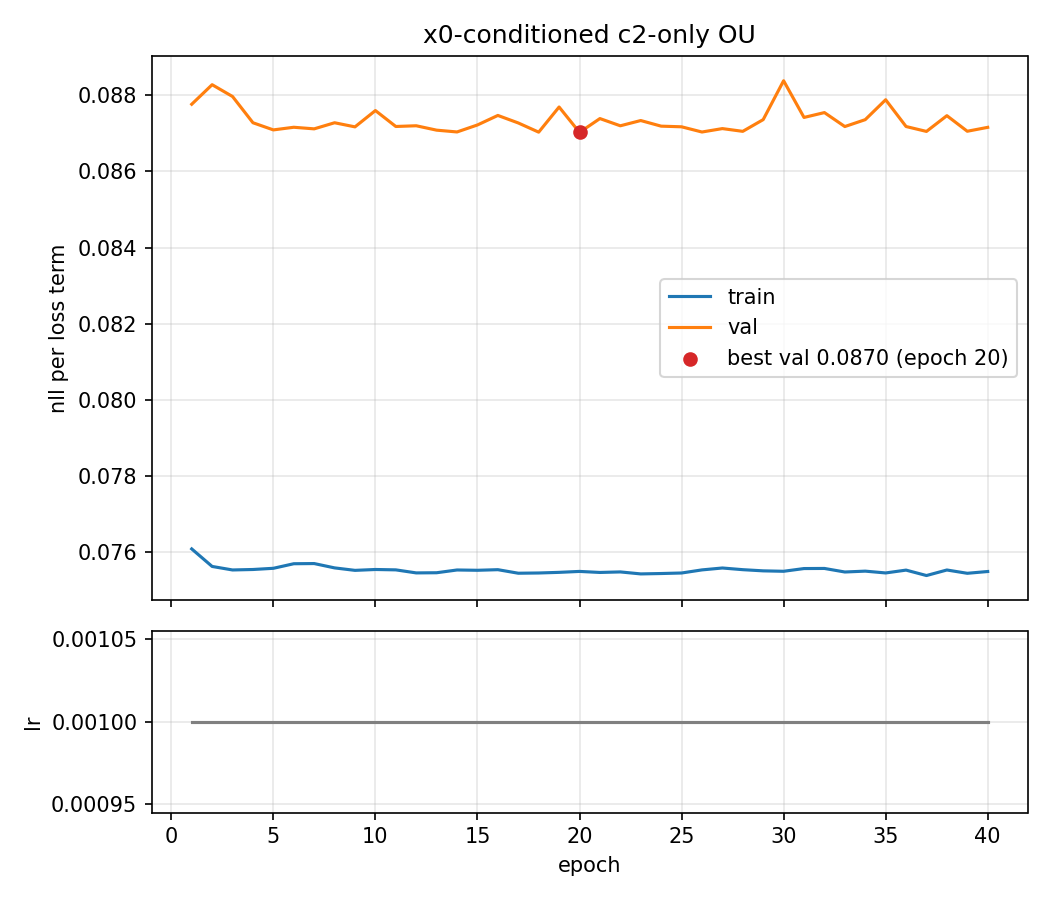 x0-conditioned c2-only OU
nll per loss term
0.088
0.086
0.084
0.082
0.080
0.078
0.076
train
val
best val 0.0870 (epoch 20)
lr
0.00105
0.00100
0.00095
0 5 10 15 20 25 30 35 40
epoch